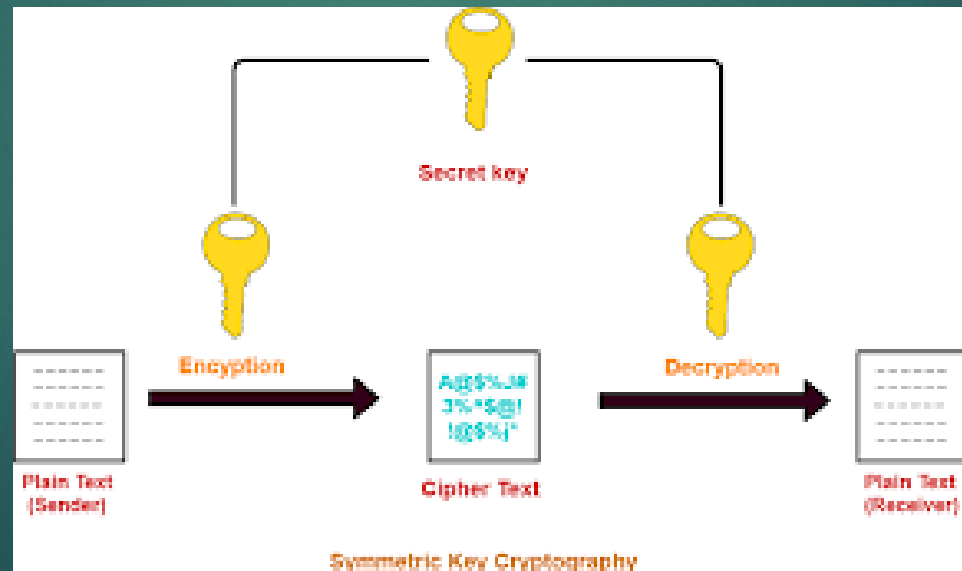 Secret key
Encyption
Decryption
Plain Text
(Sender)
Cipher Text
Plain Text
(Receiver)
Symmetric Key Cryptography